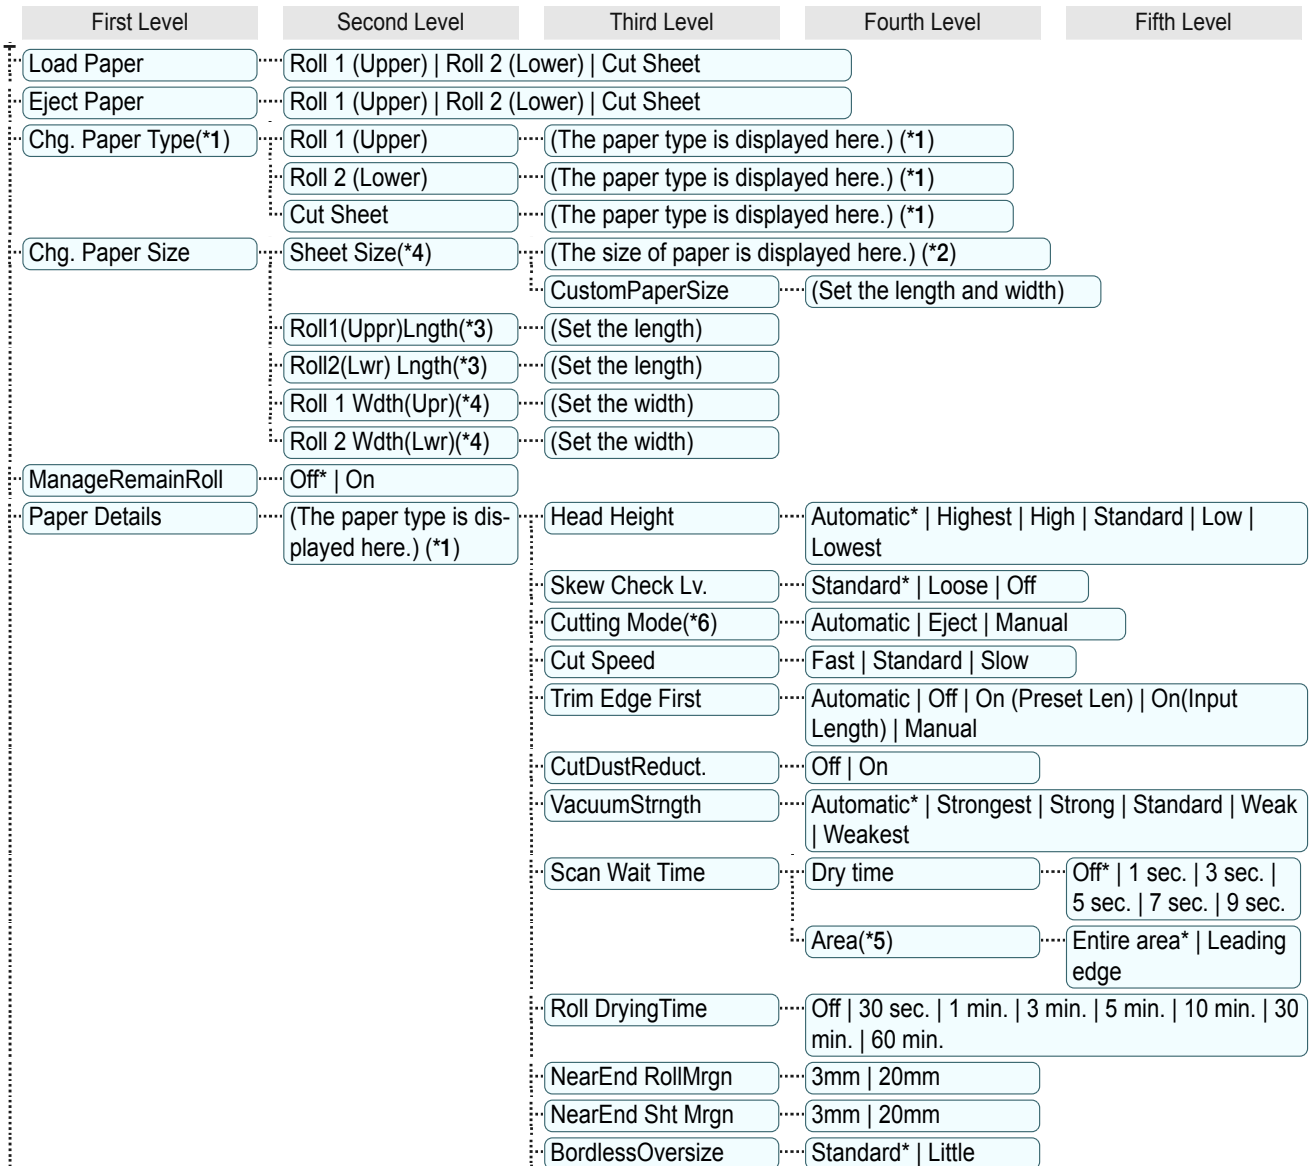 First Level Second Level Third Level Fourth Level Fifth Level
Load Paper Roll 1 (Upper) | Roll 2 (Lower) | Cut Sheet
Eject Paper Roll 1 (Upper) | Roll 2 (Lower) | Cut Sheet
Chg. Paper Type(*1) Roll 1 (Upper) (The paper type is displayed here.) (*1)
Roll 2 (Lower) (The paper type is displayed here.) (*1)
Cut Sheet (The paper type is displayed here.) (*1)
Chg. Paper Size Sheet Size(*4) (The size of paper is displayed here.) (*2)
CustomPaperSize (Set the length and width)
Roll1(Uppr)Lngth(*3) (Set the length)
Roll2(Lwr) Lngth(*3) (Set the length)
Roll 1 Wdth(Upr)(*4) (Set the width)
Roll 2 Wdth(Lwr)(*4) (Set the width)
ManageRemainRoll Off* | On
Paper Details (The paper type is dis-
played here.) (*1)
Head Height Automatic* | Highest | High | Standard | Low |
Lowest
Skew Check Lv. Standard* | Loose | Off
Cutting Mode(*6) Automatic | Eject | Manual
Cut Speed Fast | Standard | Slow
Trim Edge First Automatic | Off | On (Preset Len) | On(Input
Length) | Manual
CutDustReduct. Off | On
VacuumStrngth Automatic* | Strongest | Strong | Standard | Weak
| Weakest
Scan Wait Time Dry time Off* | 1 sec. | 3 sec. |
5 sec. | 7 sec. | 9 sec.
Area(*5) Entire area* | Leading
edge
Roll DryingTime Off | 30 sec. | 1 min. | 3 min. | 5 min. | 10 min. | 30
min. | 60 min.
NearEnd RollMrgn 3mm | 20mm
NearEnd Sht Mrgn 3mm | 20mm
BordlessOversize Standard* | Little